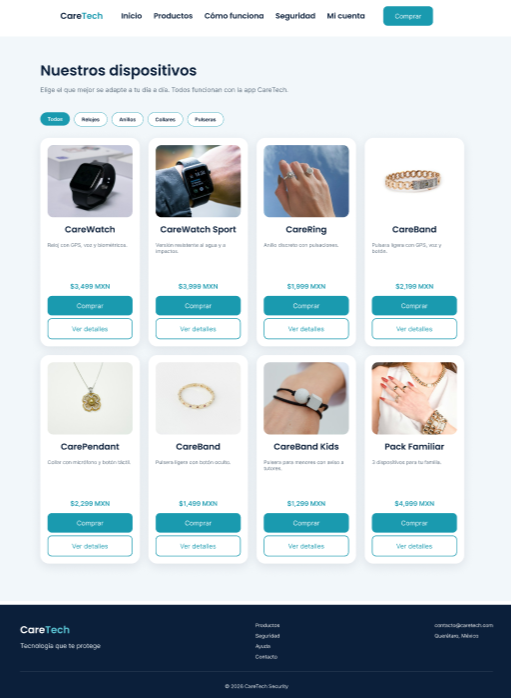 CareTech Inicio Productos Cómo funciona Seguridad Mi cuenta Comprar
Nuestros dispositivos
Elige el que mejor se adapte a tu día a día. Todos funcionan con la app CareTech.
Todos Relojes Anillos Collares Pulseras
CareWatch
Reloj con GPS, voz y biométricos.
$3,499 MXN
Comprar
Ver detalles
CareWatch Sport
Versión resistente al agua y a
impactos.
$3,999 MXN
Comprar
Ver detalles
CareRing
Anillo discreto con pulsaciones.
$1,999 MXN
Comprar
Ver detalles
CareBand
Pulsera ligera con GPS, voz y
botón.
$2,199 MXN
Comprar
Ver detalles
CarePendant
Collar con micrófono y botón táctil.
$2,299 MXN
Comprar
Ver detalles
CareBand
Pulsera ligera con botón oculto.
$1,499 MXN
Comprar
Ver detalles
CareBand Kids
Pulsera para menores con aviso a
tutores.
$1,299 MXN
Comprar
Ver detalles
Pack Familiar
3 dispositivos para tu familia.
$4,999 MXN
Comprar
Ver detalles
CareTech
Tecnología que te protege
Productos
Seguridad
Ayuda
Contacto
contacto@caretech.com
Querétaro, México
© 2026 CareTech Security